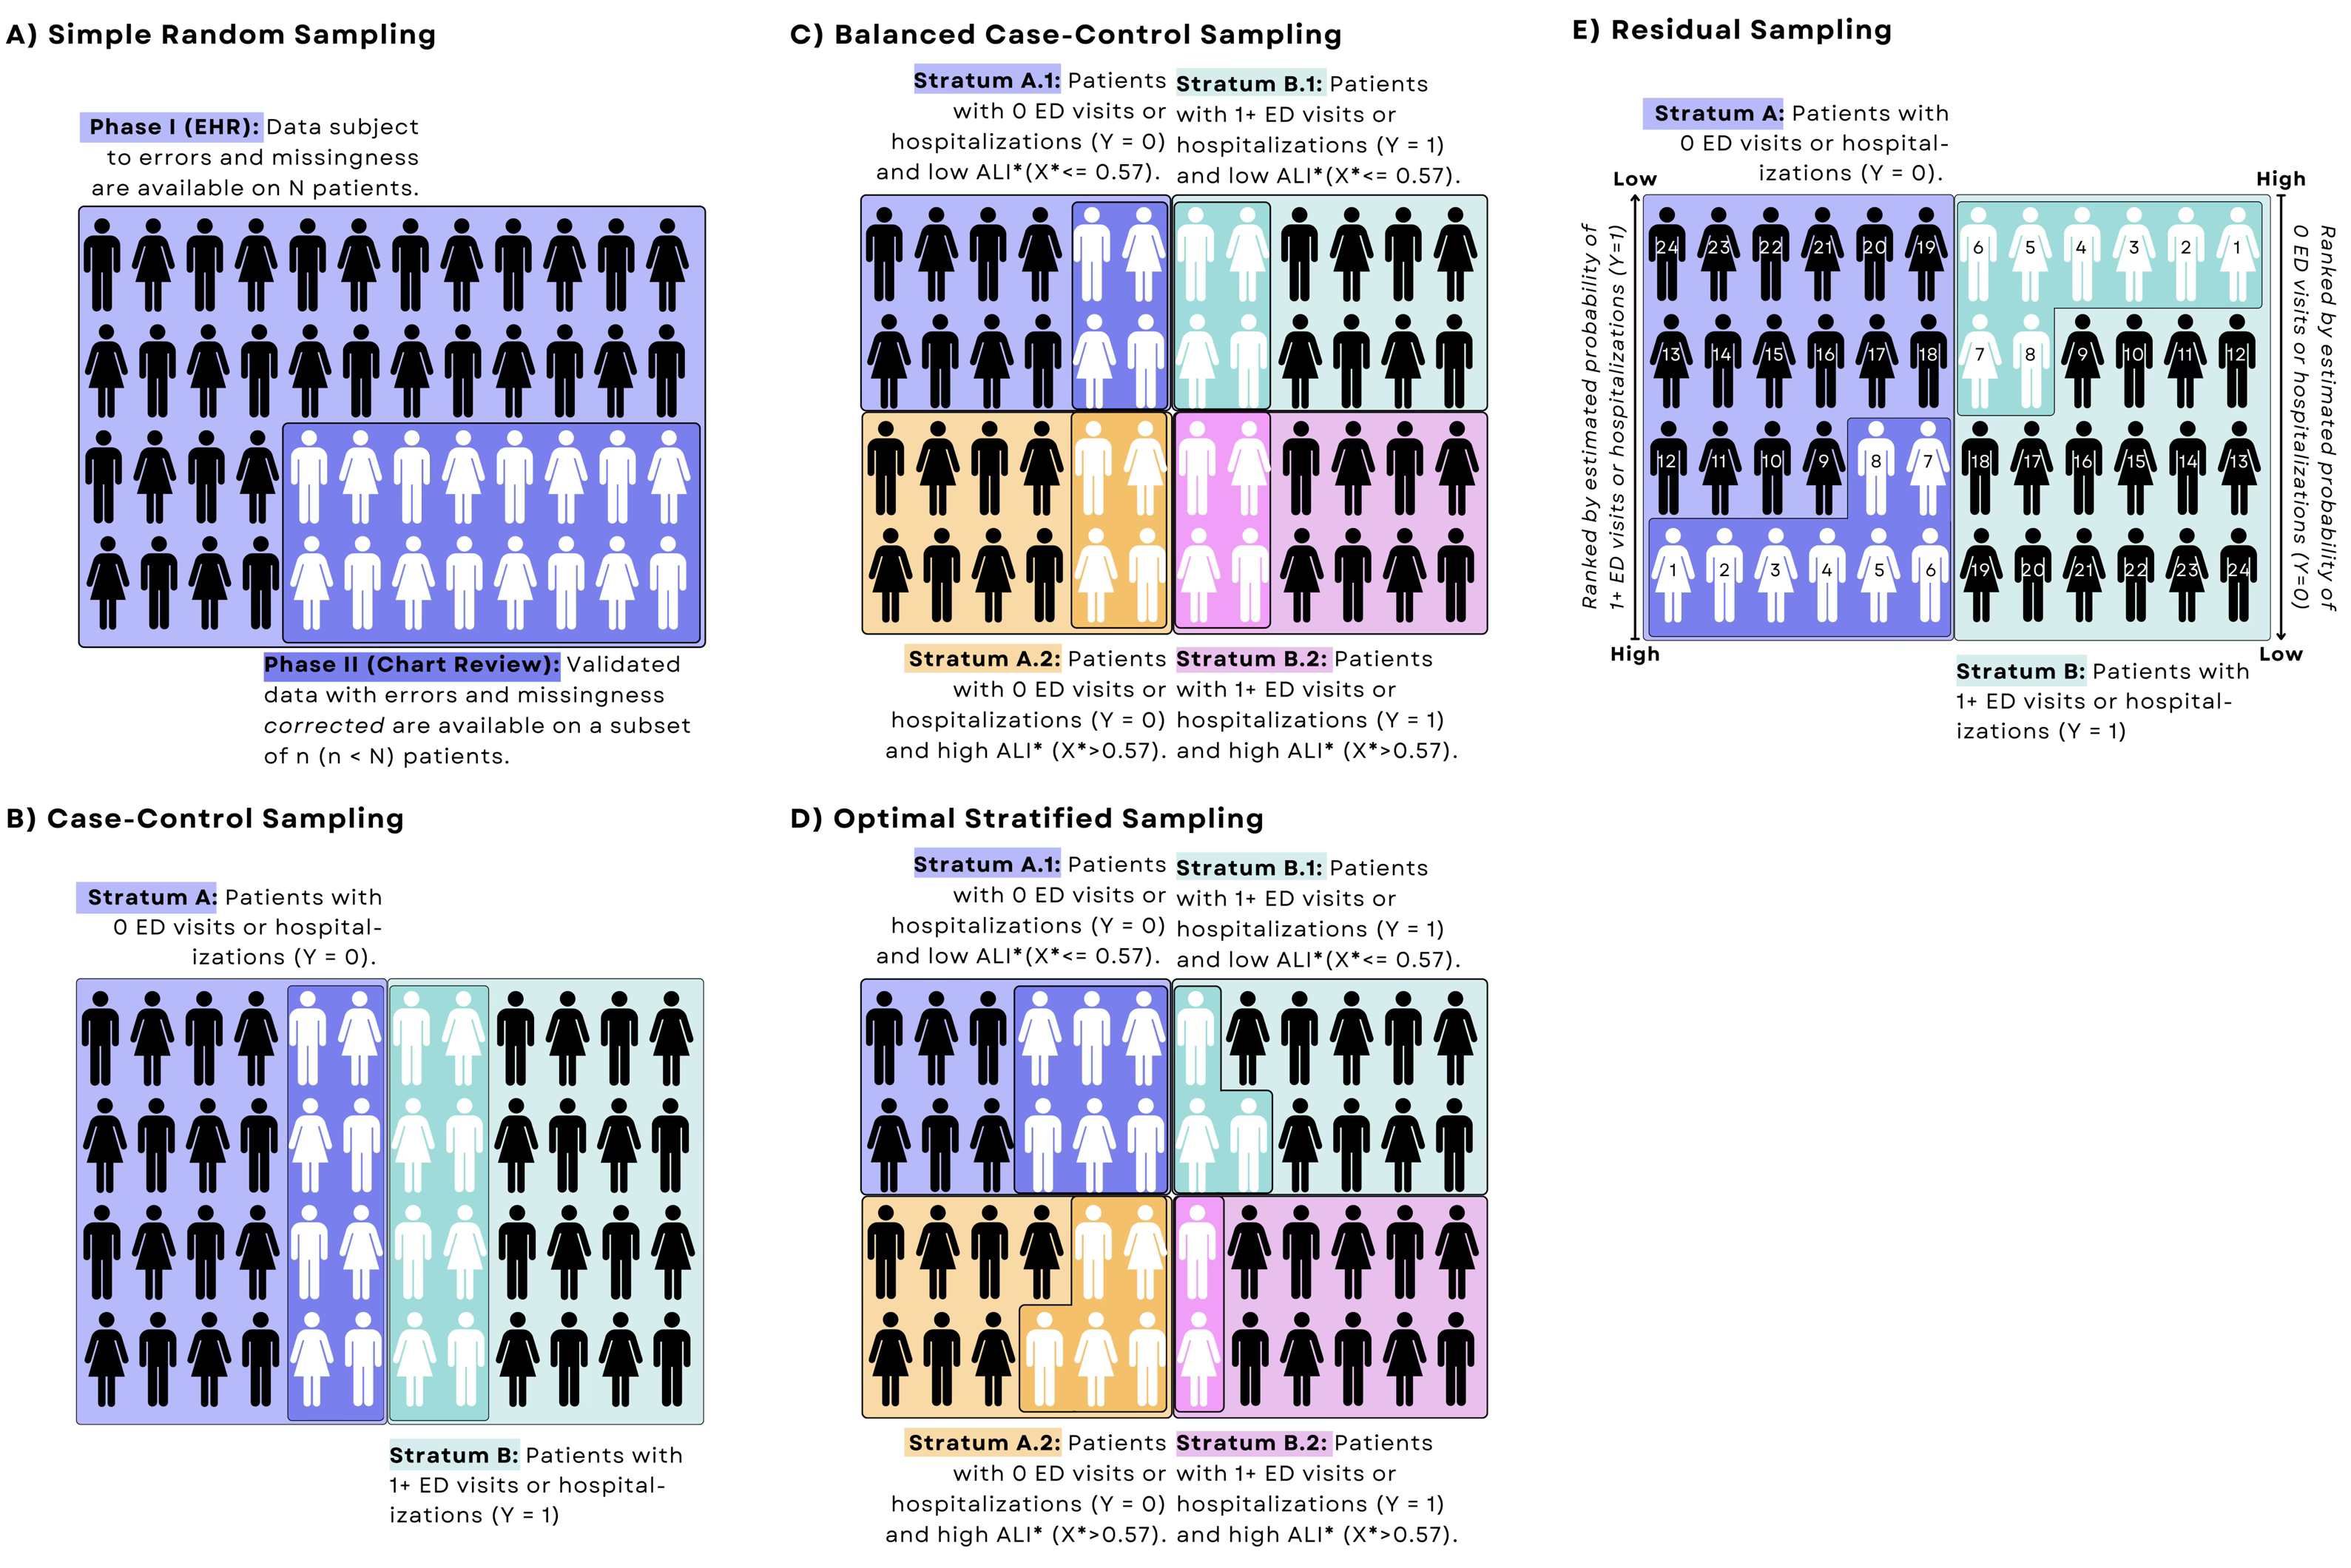 A) Simple Random Sampling
Phase I (EHR): Data subject
to errors and missingness
are available on N patients.
Phase II (Chart Review): Validated
data with errors and missingness
corrected are available on a subset
of n (n < N) patients.
B) Case-Control Sampling
Stratum A: Patients with
0 ED visits or hospital-
izations (Y = 0).
Stratum B: Patients with
1+ ED visits or hospital-
izations (Y = 1)
C) Balanced Case-Control Sampling
Stratum A.1: Patients
with 0 ED visits or
hospitalizations (Y = 0)
and low ALI*(X*<= 0.57).
Stratum B.1: Patients
with 1+ ED visits or
hospitalizations (Y = 1)
and low ALI*(X*<= 0.57).
Stratum A.2: Patients
with 0 ED visits or
hospitalizations (Y = 0)
and high ALI* (X*>0.57).
Stratum B.2: Patients
with 1+ ED visits or
hospitalizations (Y = 1)
and high ALI* (X*>0.57).
D) Optimal Stratified Sampling
Stratum A.1: Patients
with 0 ED visits or
hospitalizations (Y = 0)
and low ALI*(X*<= 0.57).
Stratum B.1: Patients
with 1+ ED visits or
hospitalizations (Y = 1)
and low ALI*(X*<= 0.57).
Stratum A.2: Patients
with 0 ED visits or
hospitalizations (Y = 0)
and high ALI* (X*>0.57).
Stratum B.2: Patients
with 1+ ED visits or
hospitalizations (Y = 1)
and high ALI* (X*>0.57).
E) Residual Sampling
Stratum A: Patients with
0 ED visits or hospital-
izations (Y = 0).
Low
High
Ranked by estimated probability of
1+ ED visits or hospitalizations (Y=1)
24 23 22 21 20 19 6 5 4 3 2 1
13 14 15 16 17 18 7 8 9 10 11 12
12 11 10 9 8 7 18 17 16 15 14 13
1 2 3 4 5 6 19 20 21 22 23 24
Ranked by estimated probability of
0 ED visits or hospitalizations (Y=0)
High
Low
Stratum B: Patients with
1+ ED visits or hospital-
izations (Y = 1)